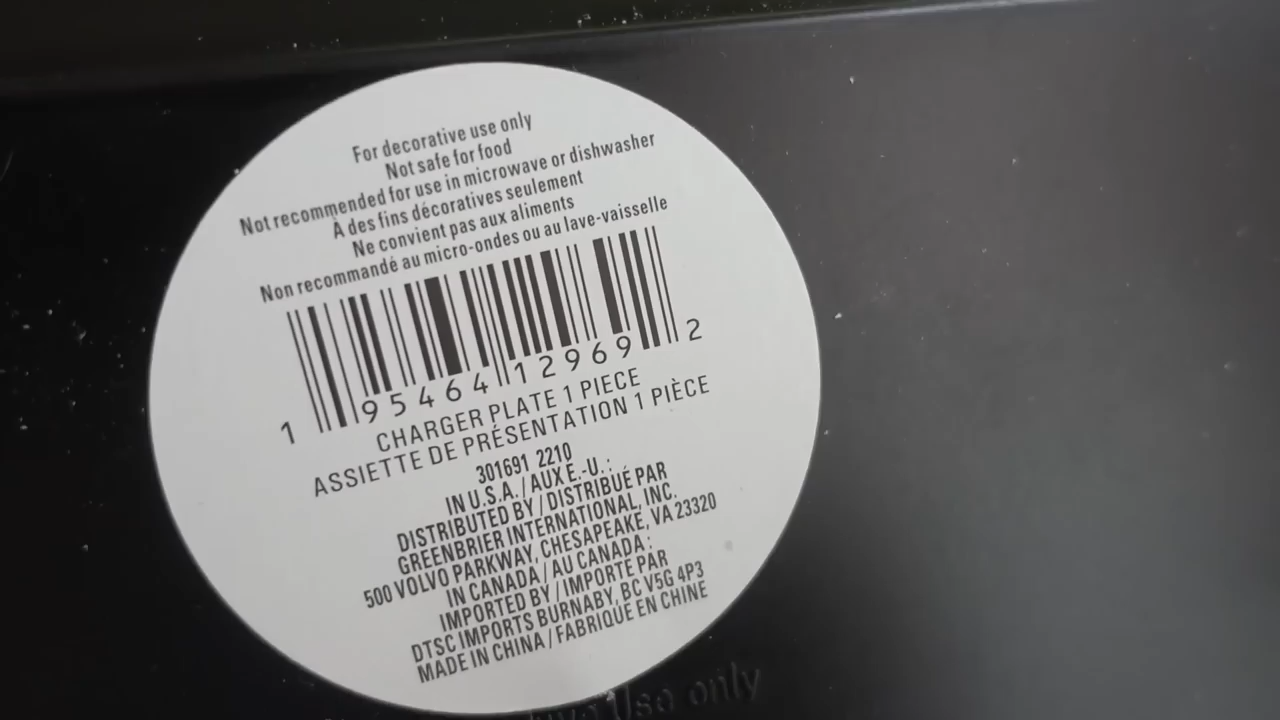 For decorative use only
Not safe for food
Not recommended for use in microwave or dishwasher
À des fins décoratives seulement
Ne convient pas aux aliments
Non recommandé au micro-ondes ou au lave-vaisselle
1 95464 12969 2
CHARGER PLATE 1 PIECE
ASSIETTE DE PRÉSENTATION 1 PIÈCE
301691 2210
IN U.S.A. / AUX É.-U. :
DISTRIBUTED BY / DISTRIBUÉ PAR
GREENBRIER INTERNATIONAL, INC.
500 VOLVO PARKWAY, CHESAPEAKE, VA 23320
IN CANADA / AU CANADA :
IMPORTED BY / IMPORTE PAR
DTSC IMPORTS BURNABY, BC V5G 4P3
MADE IN CHINA / FABRIQUÉ EN CHINE
Use only